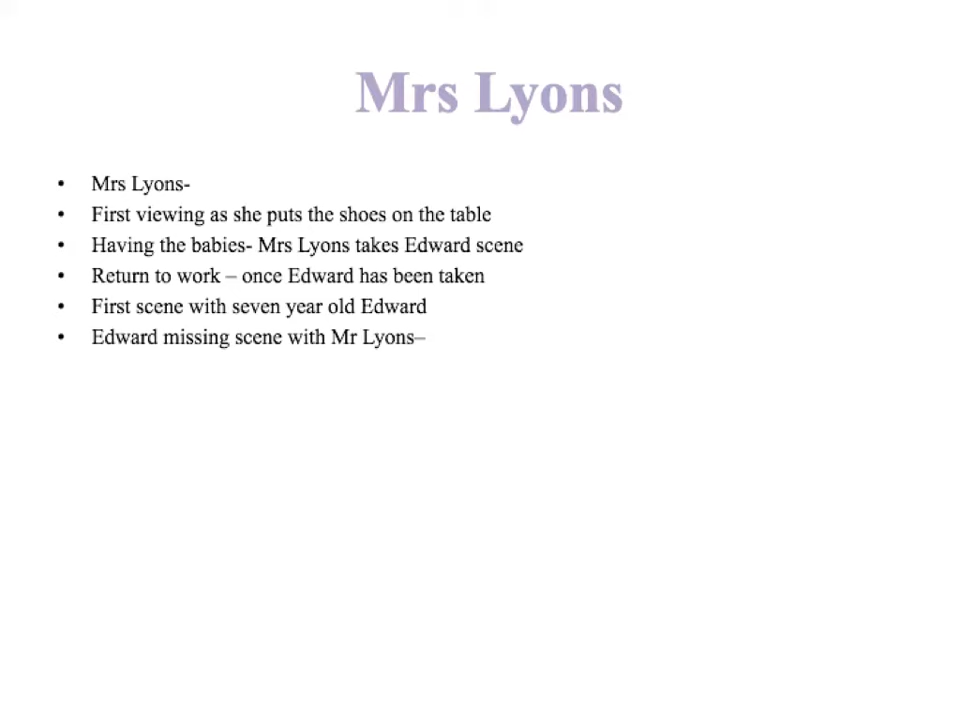 Mrs Lyons
• Mrs Lyons-
• First viewing as she puts the shoes on the table
• Having the babies- Mrs Lyons takes Edward scene
• Return to work – once Edward has been taken
• First scene with seven year old Edward
• Edward missing scene with Mr Lyons–